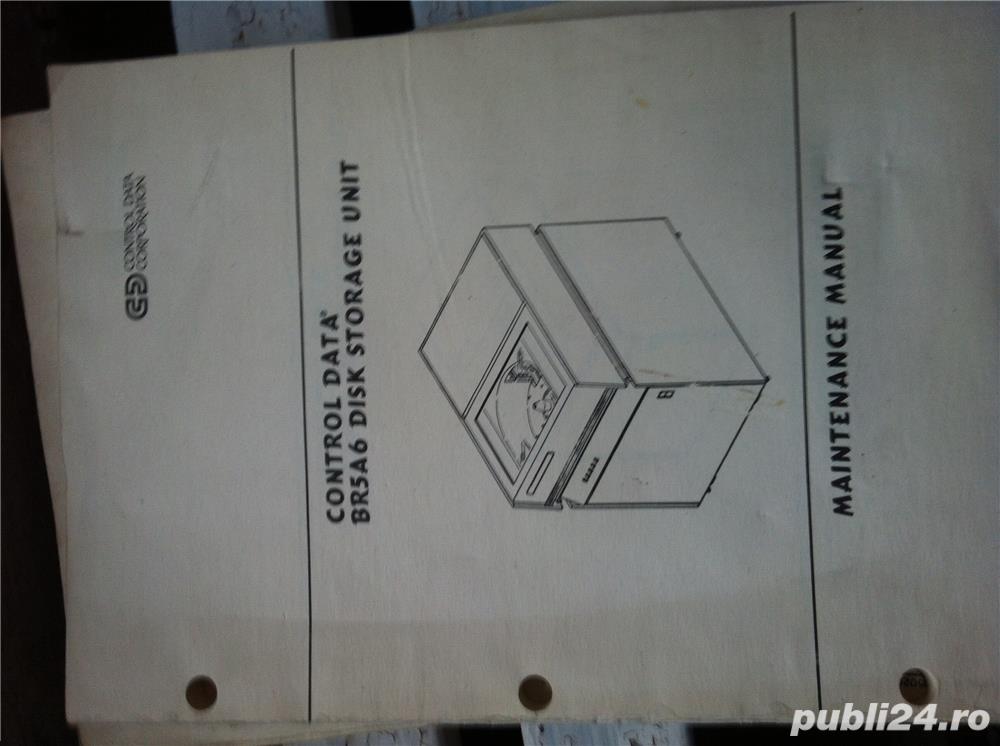 CONTROL DATA
CORPORATION
CONTROL DATA®
BR5A6 DISK STORAGE UNIT
MAINTENANCE MANUAL
publi24.ro